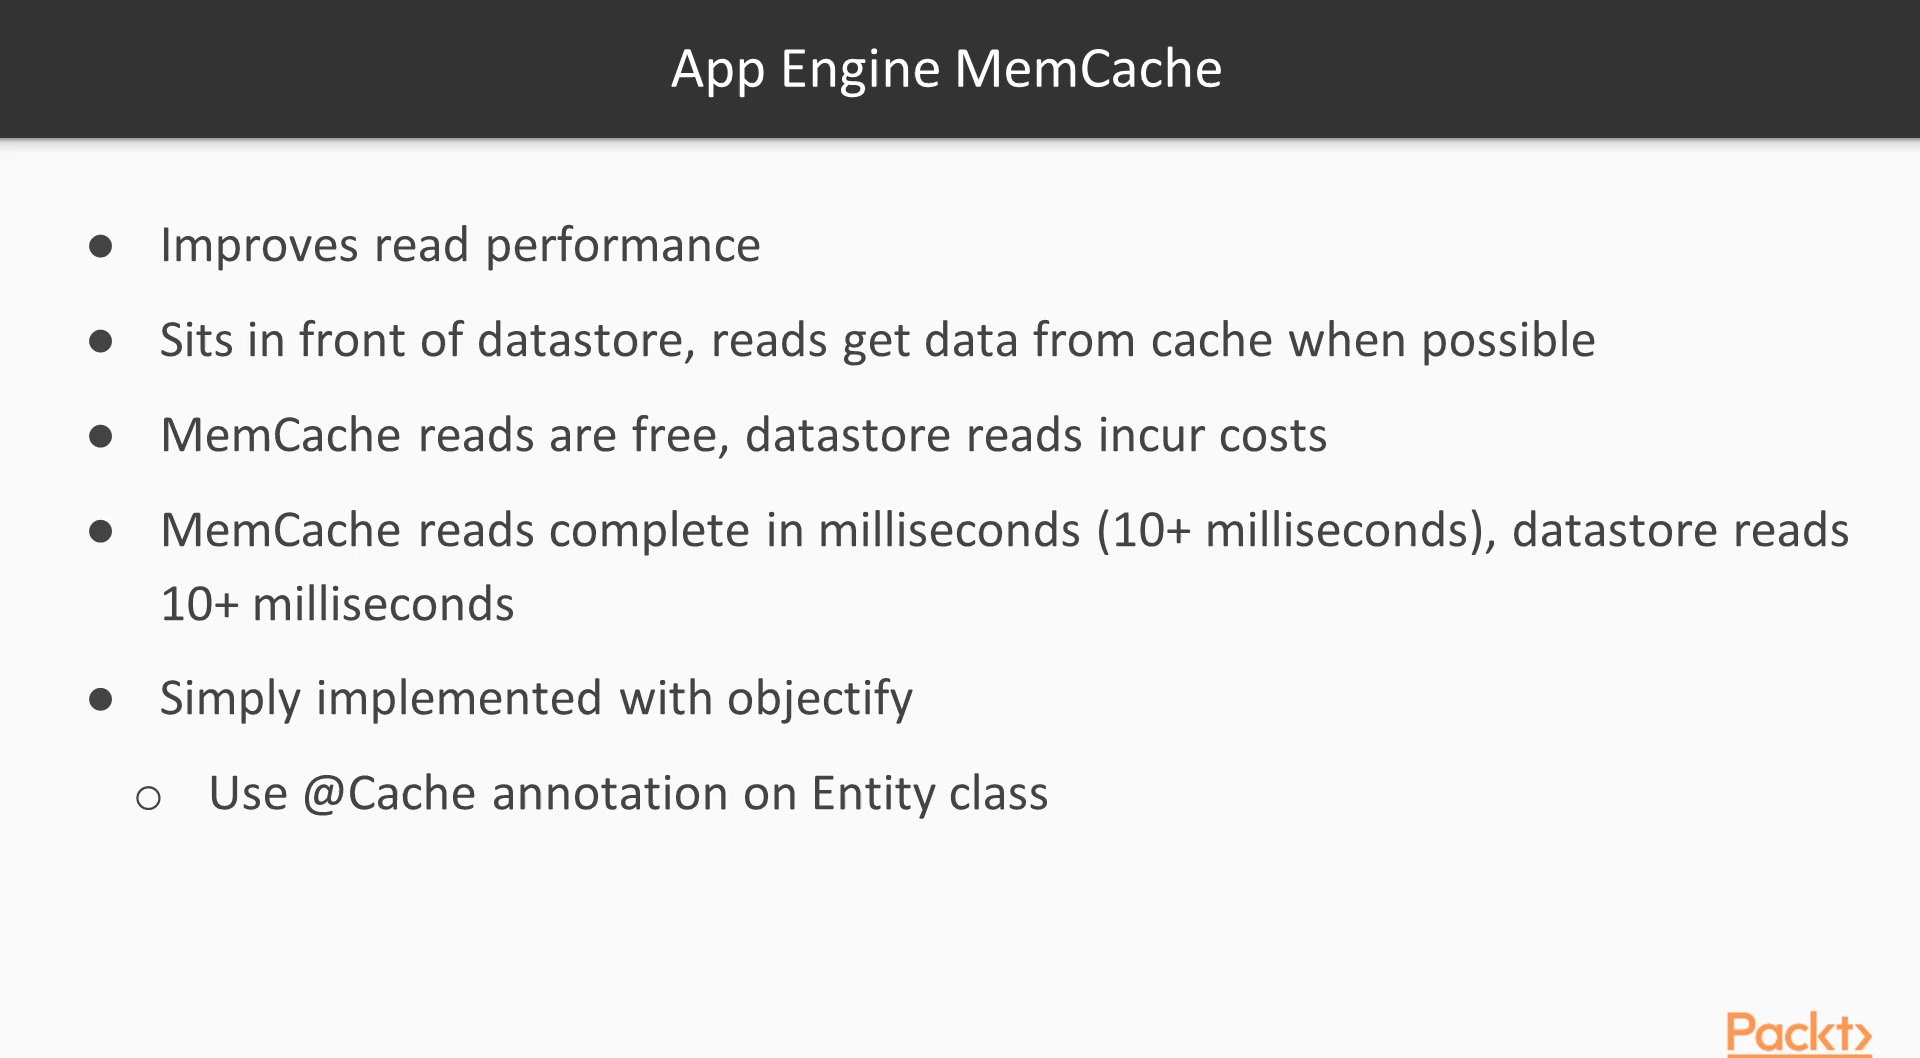 App Engine MemCache
● Improves read performance
● Sits in front of datastore, reads get data from cache when possible
● MemCache reads are free, datastore reads incur costs
● MemCache reads complete in milliseconds (10+ milliseconds), datastore reads
10+ milliseconds
● Simply implemented with objectify
○ Use @Cache annotation on Entity class
Packt>